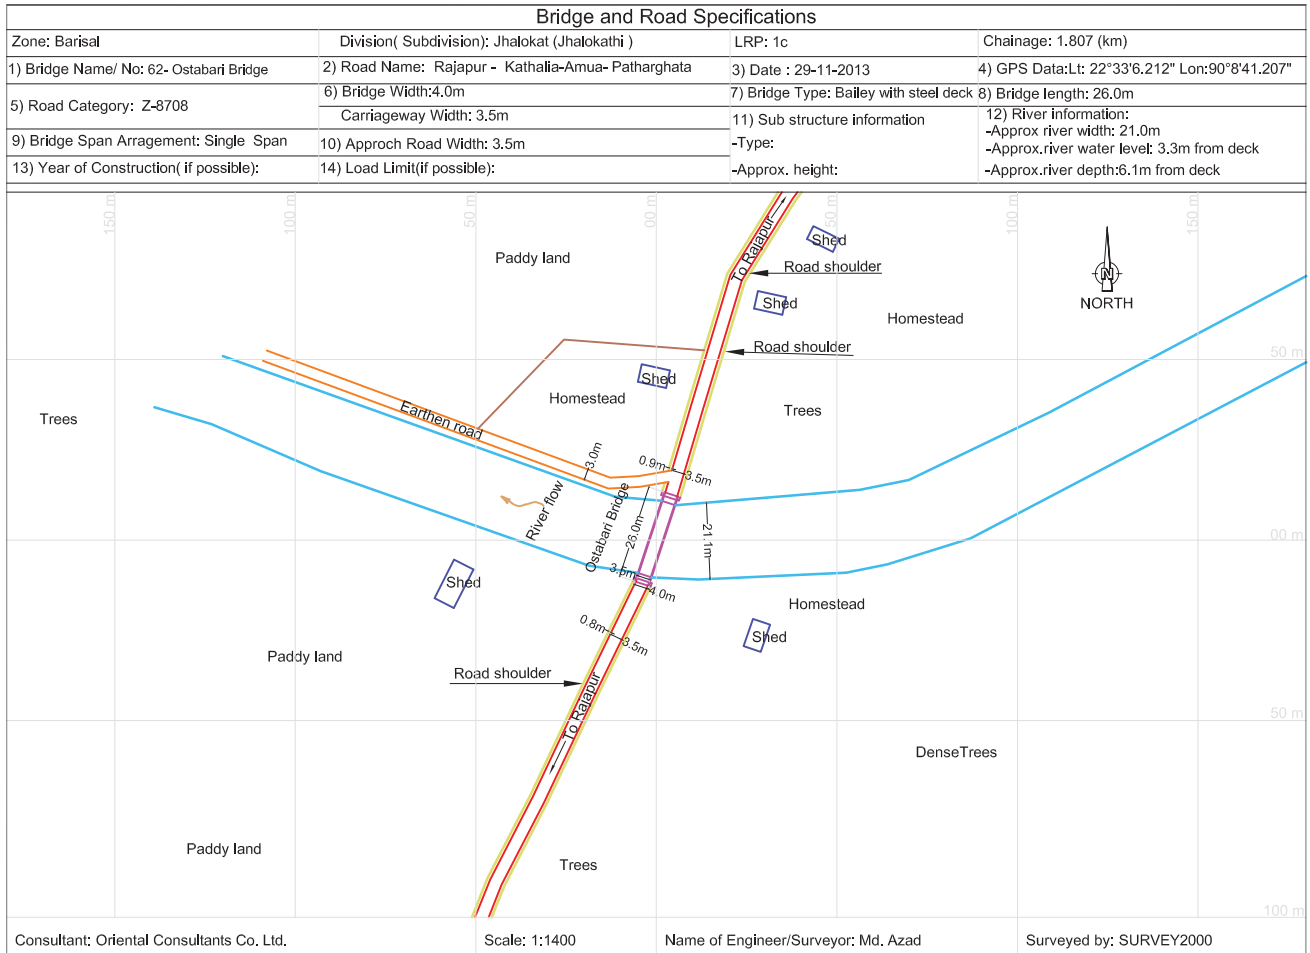 Bridge and Road Specifications
Zone: Barisal
Division( Subdivision): Jhalokat (Jhalokathi )
LRP: 1c
Chainage: 1.807 (km)
1) Bridge Name/ No: 62- Ostabari Bridge
2) Road Name: Rajapur - Kathalia-Amua- Patharghata
3) Date : 29-11-2013
4) GPS Data:Lt: 22°33'6.212" Lon:90°8'41.207"
5) Road Category: Z-8708
6) Bridge Width:4.0m
Carriageway Width: 3.5m
7) Bridge Type: Bailey with steel deck
8) Bridge length: 26.0m
9) Bridge Span Arragement: Single Span
10) Approch Road Width: 3.5m
11) Sub structure information
-Type:
-Approx. height:
12) River information:
-Approx river width: 21.0m
-Approx.river water level: 3.3m from deck
-Approx.river depth:6.1m from deck
13) Year of Construction( if possible):
14) Load Limit(if possible):
150 m
100 m
50 m
00 m
50 m
100 m
150 m
To Rajapur
Shed
Paddy land
Road shoulder
Shed
NORTH
N
Homestead
Road shoulder
50 m
Shed
Homestead
Trees
Earthen road
Trees
3.0m
0.9m
3.5m
River flow
Ostabari Bridge
26.0m
21.1m
00 m
3.5m
4.0m
Shed
Homestead
0.8m
3.5m
Shed
Paddy land
Road shoulder
To Rajapur
50 m
DenseTrees
Paddy land
Trees
100 m
Consultant: Oriental Consultants Co. Ltd.
Scale: 1:1400
Name of Engineer/Surveyor: Md. Azad
Surveyed by: SURVEY2000